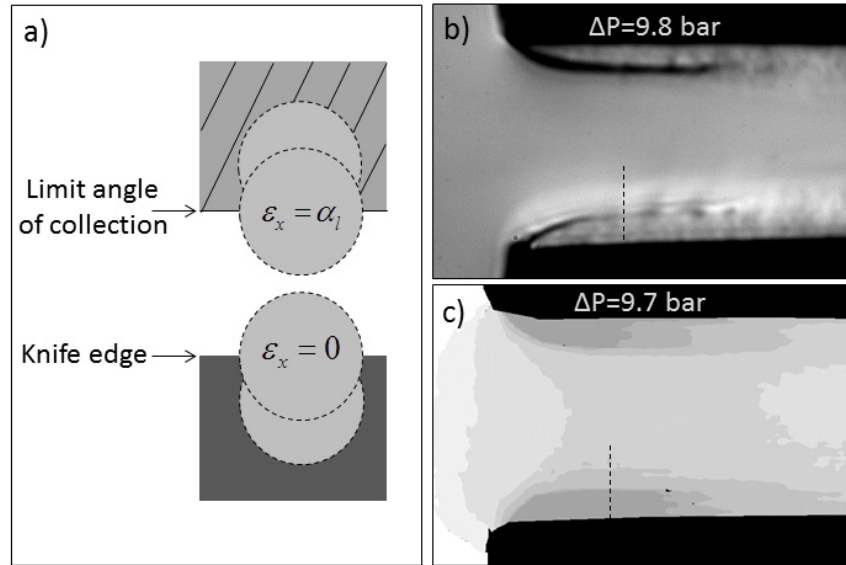 a)
Limit angle
of collection
εₓ = αₗ
Knife edge
εₓ = 0
b)
ΔP=9.8 bar
c)
ΔP=9.7 bar